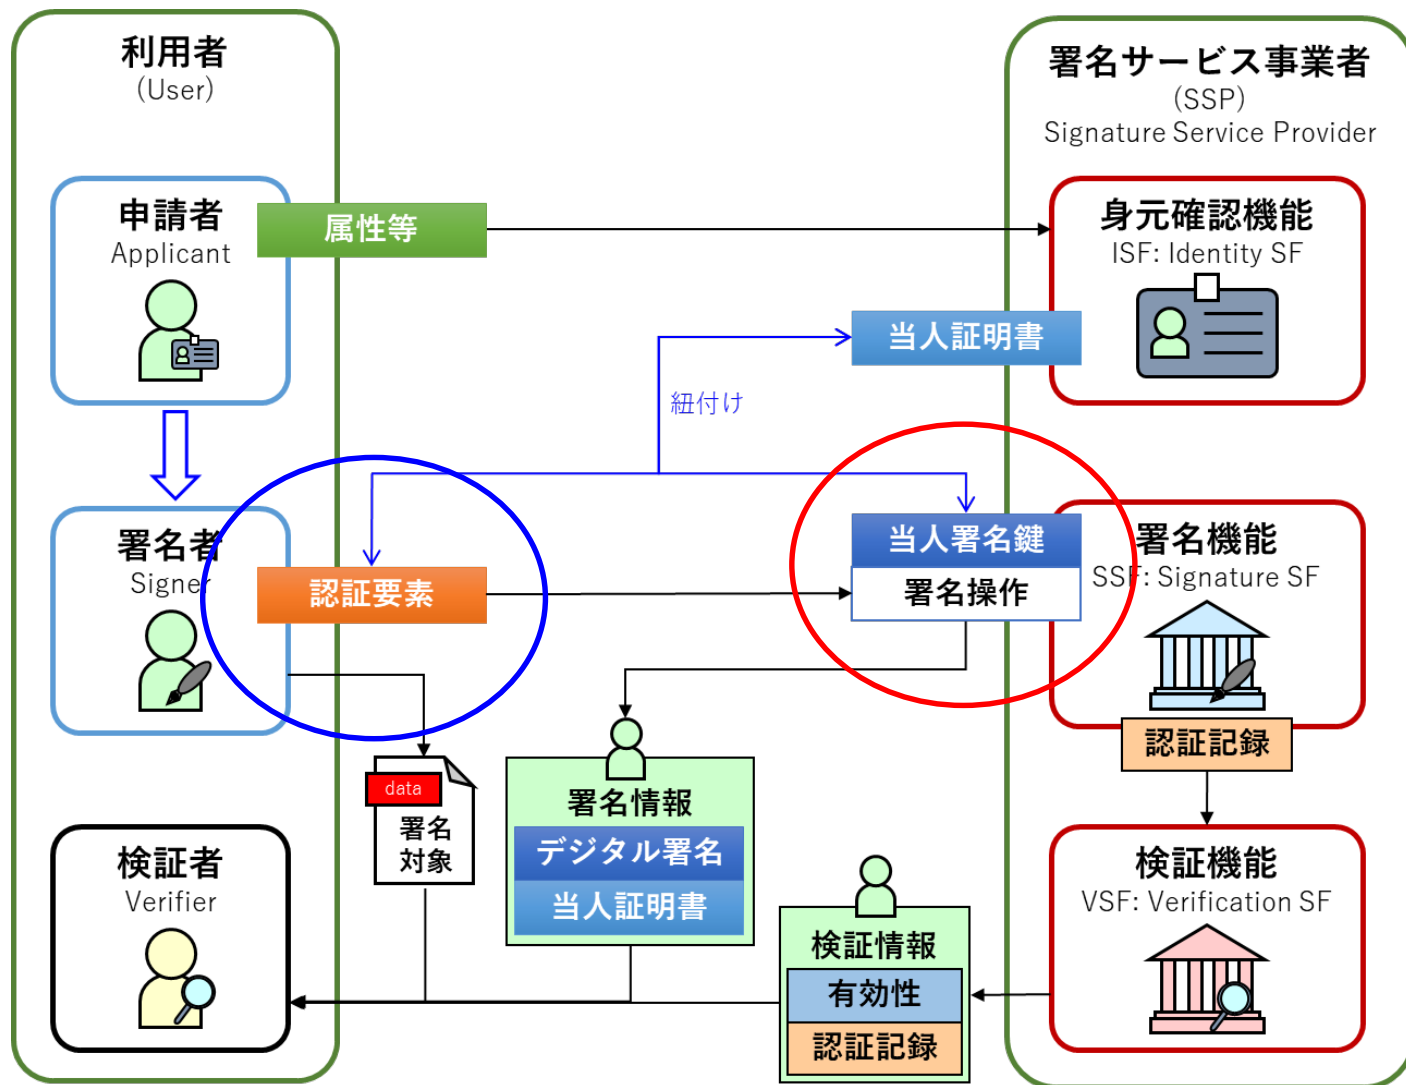 利用者
(User)
署名サービス事業者
(SSP)
Signature Service Provider
申請者
Applicant
属性等
身元確認機能
ISF: Identity SF
当人証明書
紐付け
署名者
Signer
認証要素
当人署名鍵
署名操作
署名機能
SSF: Signature SF
認証記録
data
署名
対象
署名情報
デジタル署名
当人証明書
検証者
Verifier
検証情報
有効性
認証記録
検証機能
VSF: Verification SF